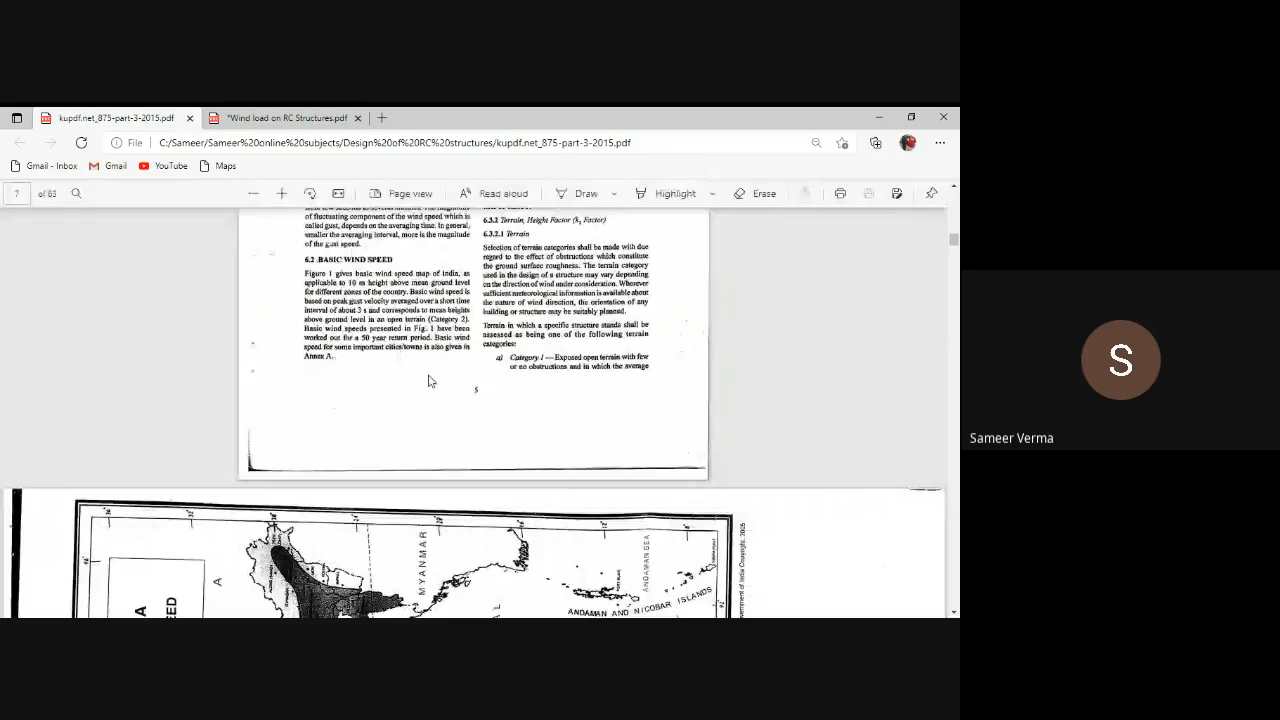 kupdf.net_875-part-3-2015.pdf
*Wind load on RC Structures.pdf
File
C:/Sameer/Sameer%20online%20subjects/Design%20of%20RC%20structures/kupdf.net_875-part-3-2015.pdf
Gmail - Inbox
Gmail
YouTube
Maps
7 of 65
Page view
Read aloud
Draw
Highlight
Erase
of fluctuating component of the wind speed which is
called gust, depends on the averaging time. In general,
smaller the averaging interval, more is the magnitude
of the gust speed.
6.2 BASIC WIND SPEED
Figure 1 gives basic wind speed map of India, as
applicable to 10 m height above mean ground level
for different zones of the country. Basic wind speed is
based on peak gust velocity averaged over a short time
interval of about 3 s and corresponds to mean heights
above ground level in an open terrain (Category 2).
Basic wind speeds presented in Fig. 1 have been
worked out for a 50 year return period. Basic wind
speed for some important cities/towns is also given in
Annex A.
6.3.2 Terrain, Height Factor (k2 Factor)
6.3.2.1 Terrain
Selection of terrain categories shall be made with due
regard to the effect of obstructions which constitute
the ground surface roughness. The terrain category
used in the design of a structure may vary depending
on the direction of wind under consideration. Wherever
sufficient meteorological information is available about
the nature of wind direction, the orientation of any
building or structure may be suitably planned.
Terrain in which a specific structure stands shall be
assessed as being one of the following terrain
categories:
a) Category 1 — Exposed open terrain with few
or no obstructions and in which the average
5
MYANMAR
ANDAMAN SEA
ANDAMAN AND NICOBAR ISLANDS
A
A
EED
AL
vernment of India Copyright, 2005
S
Sameer Verma